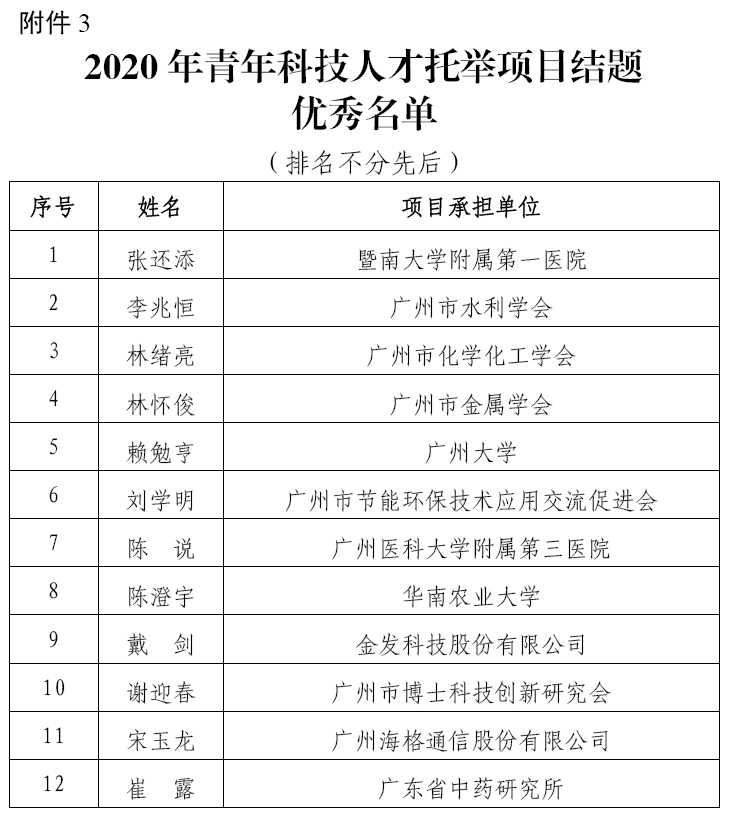 附件 3
2020 年青年科技人才托举项目结题
优秀名单
（排名不分先后）
序号 姓名 项目承担单位
1 张还添 暨南大学附属第一医院
2 李兆恒 广州市水利学会
3 林绪亮 广州市化学化工学会
4 林怀俊 广州市金属学会
5 赖勉亨 广州大学
6 刘学明 广州市节能环保技术应用交流促进会
7 陈　说 广州医科大学附属第三医院
8 陈澄宇 华南农业大学
9 戴　剑 金发科技股份有限公司
10 谢迎春 广州市博士科技创新研究会
11 宋玉龙 广州海格通信股份有限公司
12 崔　露 广东省中药研究所